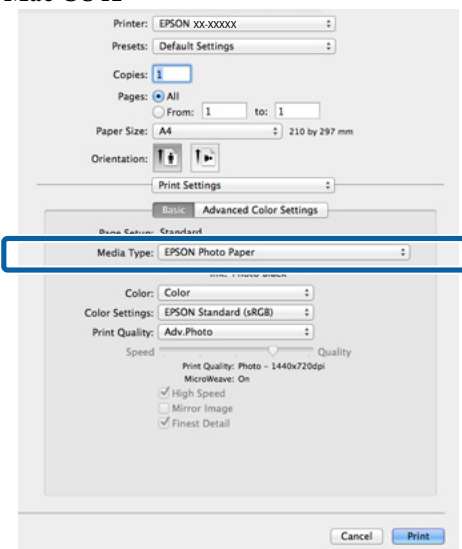 Printer: EPSON XX-XXXXX
Presets: Default Settings
Copies: 1
Pages: All
From: 1 to: 1
Paper Size: A4 210 by 297 mm
Orientation:
Print Settings
Basic Advanced Color Settings
Page Setup: Standard
Media Type: EPSON Photo Paper
Ink: Photo Black
Color: Color
Color Settings: EPSON Standard (sRGB)
Print Quality: Adv.Photo
Speed Quality
Print Quality: Photo - 1440x720dpi
MicroWeave: On
High Speed
Mirror Image
Finest Detail
Cancel Print